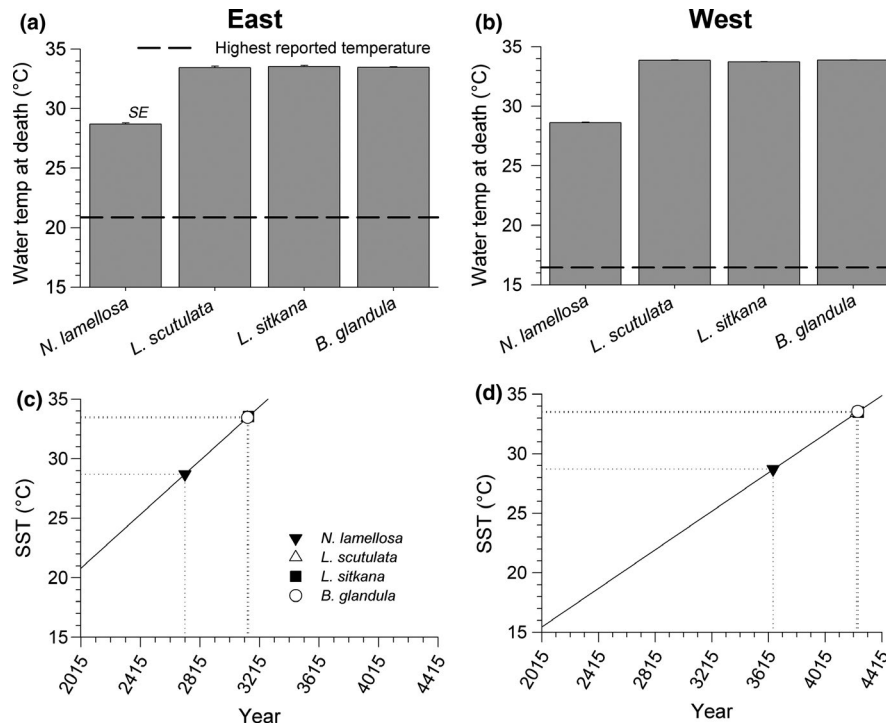 (a) East
35
Highest reported temperature
30
25
20
15
Water temp at death (°C)
SE
N. lamellosa
L. scutulata
L. sitkana
B. glandula
(b) West
35
30
25
20
15
Water temp at death (°C)
N. lamellosa
L. scutulata
L. sitkana
B. glandula
(c)
35
30
25
20
15
SST (°C)
N. lamellosa
L. scutulata
L. sitkana
B. glandula
2015
2415
2815
3215
3615
4015
4415
Year
(d)
35
30
25
20
15
SST (°C)
2015
2415
2815
3215
3615
4015
4415
Year